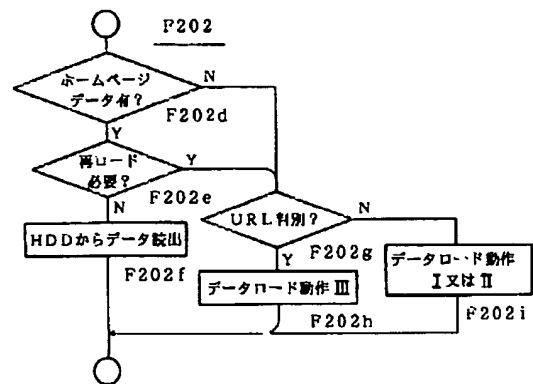 F202
ホームページ
データ有?
N
F202d
Y
再ロード
必要?
Y
F202e
N
HDDからデータ読出
F202f
URL判別?
N
F202g
Y
データロード動作Ⅲ
F202h
データロード動作
Ⅰ又はⅡ
F202i